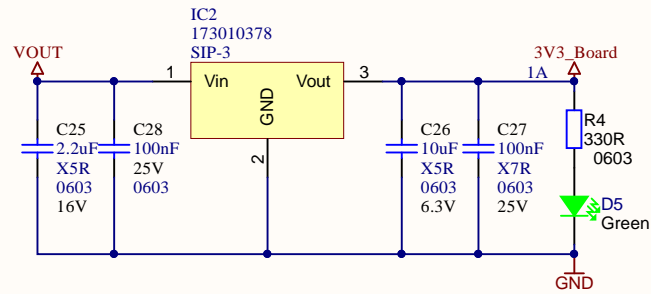 IC2
173010378
SIP-3
VOUT
3V3_Board
1
Vin
Vout
3
1A
GND
2
C25
2.2uF
X5R
0603
16V
C28
100nF
25V
0603
C26
10uF
X5R
0603
6.3V
C27
100nF
X7R
0603
25V
R4
330R
0603
D5
Green
GND